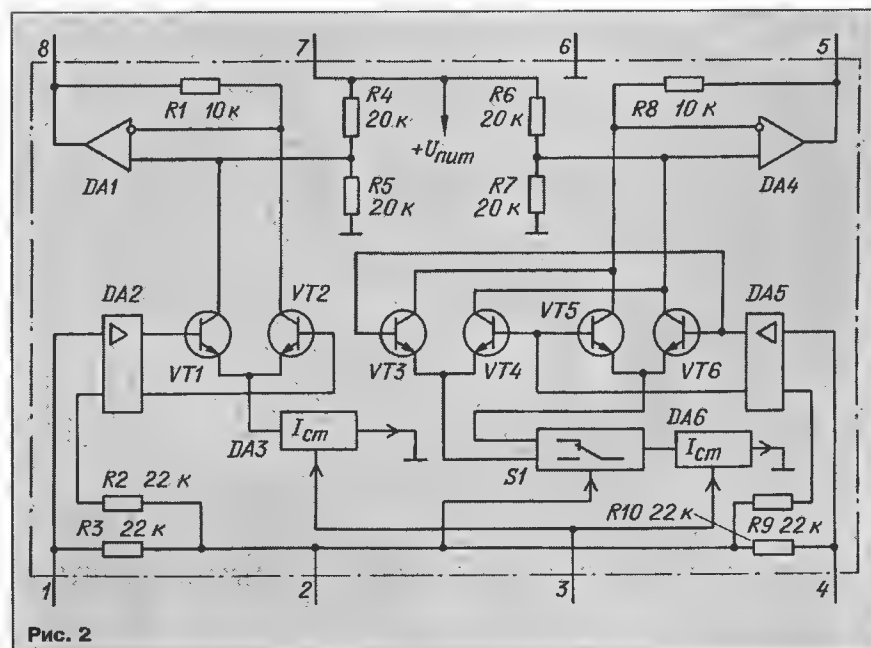 8
7
6
5
R1 10 к
R4
20 к
R6
20 к
R8 10 к
+Uпит
DA1
R5
20 к
R7
20 к
DA4
DA2
VT2
VT5
DA5
VT1
VT3
VT4
VT6
DA3
Iст
S1
DA6
Iст
R2 22 к
R3 22 к
R10 22 к
R9 22 к
1
2
3
4
Рис. 2